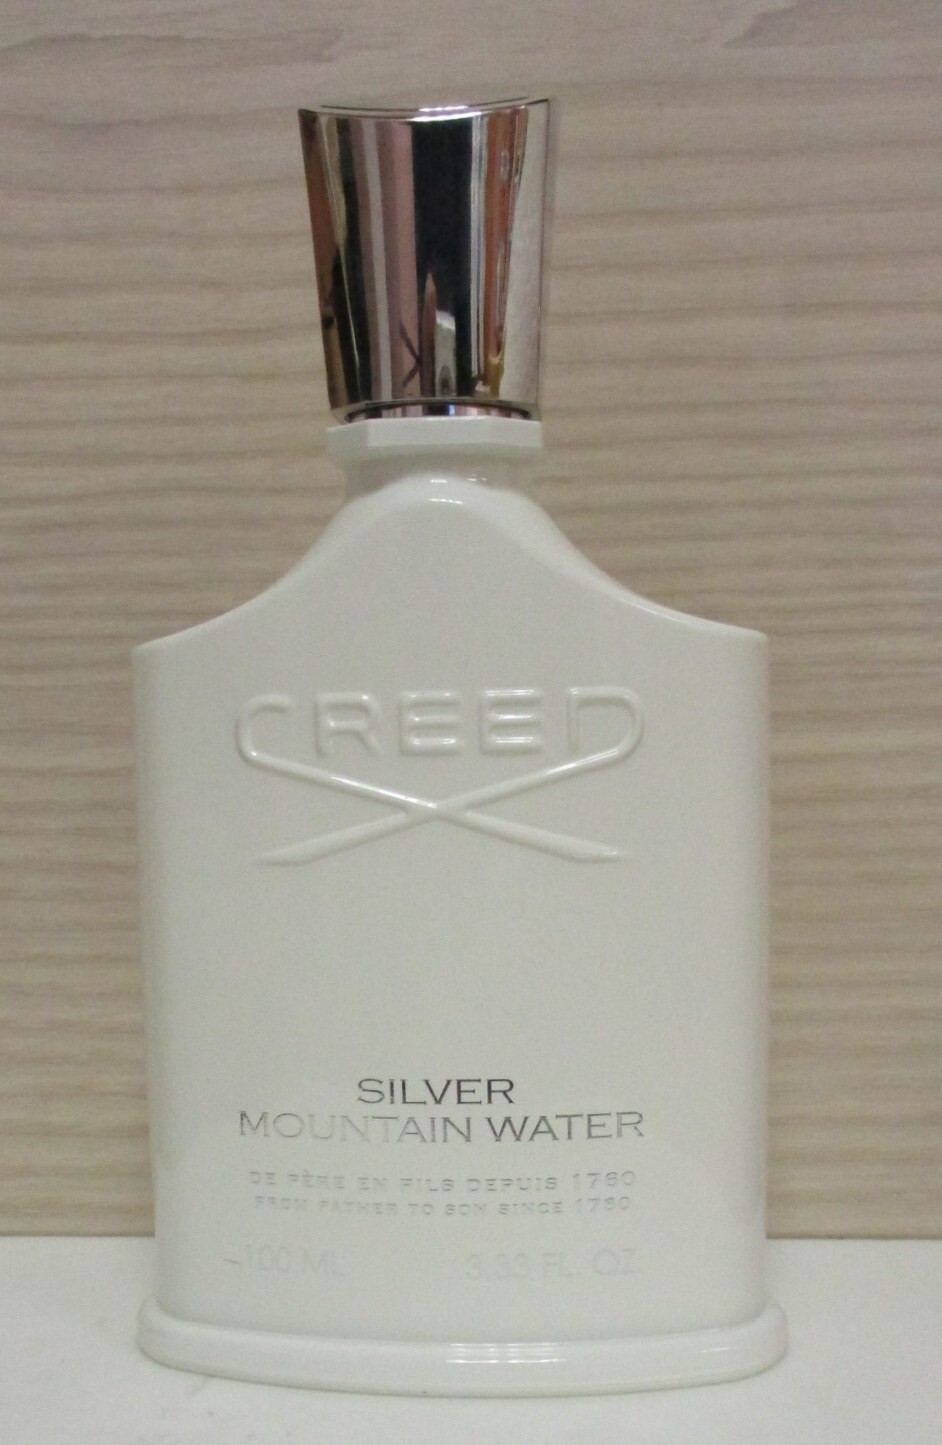 CREED
SILVER
MOUNTAIN WATER
DE PÈRE EN FILS DEPUIS 1760
FROM FATHER TO SON SINCE 1760
100 ML 3.33 FL. OZ.